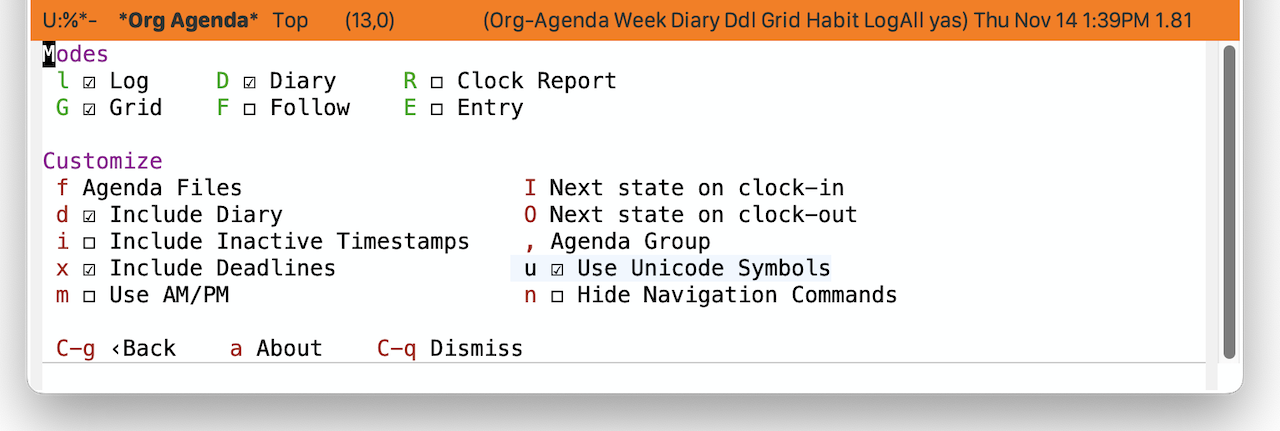 U:%*-  *Org Agenda*  Top  (13,0)  (Org-Agenda Week Diary Ddl Grid Habit LogAll yas) Thu Nov 14 1:39PM 1.81
Modes
l ☑ Log  D ☑ Diary  R ☐ Clock Report
G ☑ Grid  F ☐ Follow  E ☐ Entry
Customize
f Agenda Files  I Next state on clock-in
d ☑ Include Diary  O Next state on clock-out
i ☐ Include Inactive Timestamps  , Agenda Group
x ☑ Include Deadlines  u ☑ Use Unicode Symbols
m ☐ Use AM/PM  n ☐ Hide Navigation Commands
C-g ‹Back  a About  C-q Dismiss